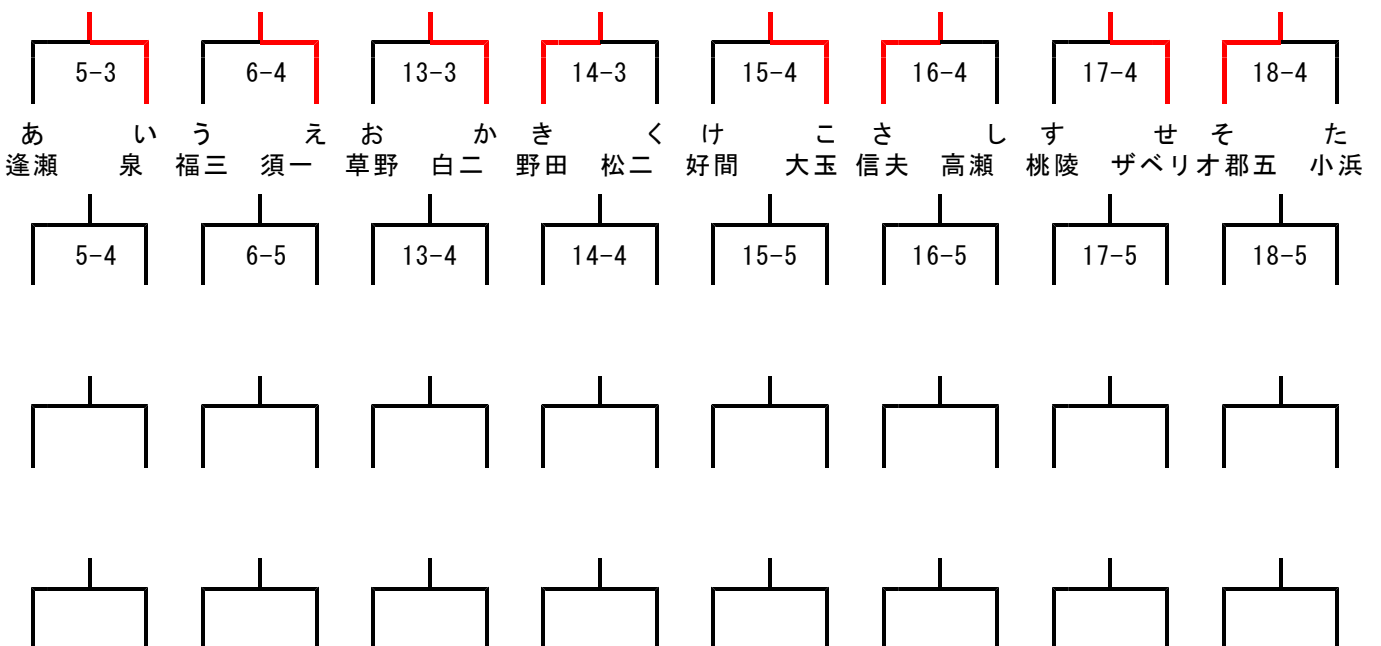 5-3 6-4 13-3 14-3 15-4 16-4 17-4 18-4
あ い う え お か き く け こ さ し す せ そ た
逢瀬 泉 福三 須一 草野 白二 野田 松二 好間 大玉 信夫 高瀬 桃陵 ザベリオ 郡五 小浜
5-4 6-5 13-4 14-4 15-5 16-5 17-5 18-5